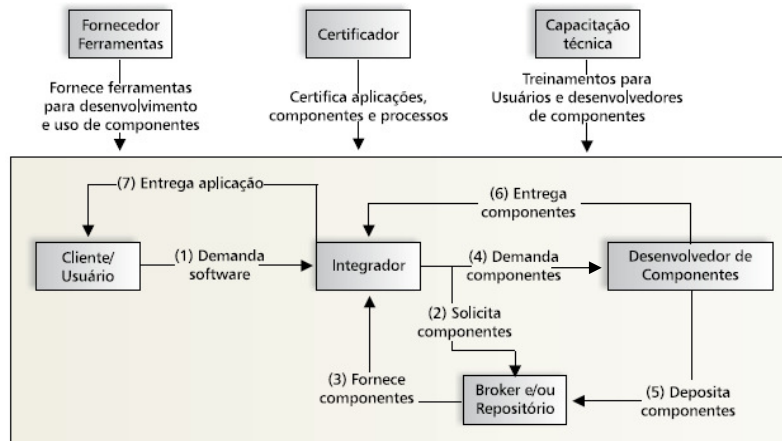 Fornecedor
Ferramentas
Certificador
Capacitação
técnica
Fornece ferramentas
para desenvolvimento
e uso de componentes
Certifica aplicações,
componentes e processos
Treinamentos para
Usuários e desenvolvedores
de componentes
(7) Entrega aplicação
(6) Entrega
componentes
Cliente/
Usuário
(1) Demanda
software
Integrador
(4) Demanda
componentes
Desenvolvedor de
Componentes
(2) Solicita
componentes
(3) Fornece
componentes
Broker e/ou
Repositório
(5) Deposita
componentes